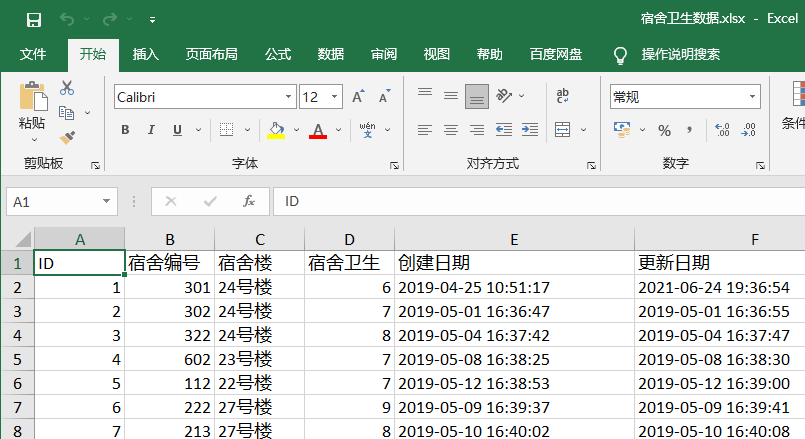 宿舍卫生数据.xlsx - Excel
文件 开始 插入 页面布局 公式 数据 审阅 视图 帮助 百度网盘 操作说明搜索
Calibri 12 A A ab 常规
粘贴 B I U A wén 文 % , 条件
剪贴板 字体 对齐方式 数字
A1 fx ID
A B C D E F
1 ID 宿舍编号 宿舍楼 宿舍卫生 创建日期 更新日期
2 1 301 24号楼 6 2019-04-25 10:51:17 2021-06-24 19:36:54
3 2 302 24号楼 7 2019-05-01 16:36:47 2019-05-01 16:36:55
4 3 322 24号楼 8 2019-05-04 16:37:42 2019-05-04 16:37:47
5 4 602 23号楼 7 2019-05-08 16:38:25 2019-05-08 16:38:30
6 5 112 22号楼 7 2019-05-12 16:38:53 2019-05-12 16:39:00
7 6 222 27号楼 9 2019-05-09 16:39:37 2019-05-09 16:39:41
8 7 213 27号楼 8 2019-05-10 16:40:02 2019-05-10 16:40:08